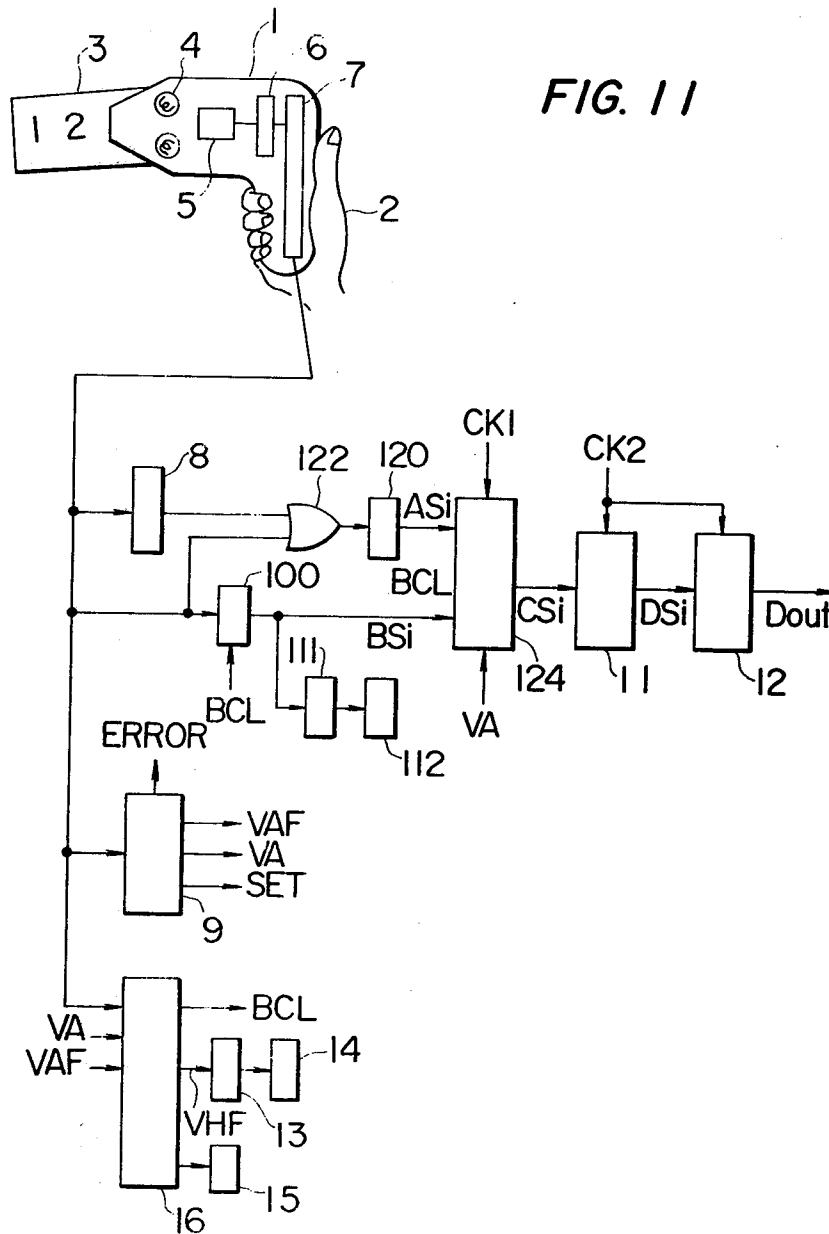 FIG. 11
1
3
4
6
7
1 2
5
2
8
122
120
ASi
CK1
CK2
100
BCL
CSi
DSi
Dout
BSi
111
124
11
12
BCL
VA
112
ERROR
VAF
VA
SET
9
BCL
VA
14
VAF
VHF
13
15
16